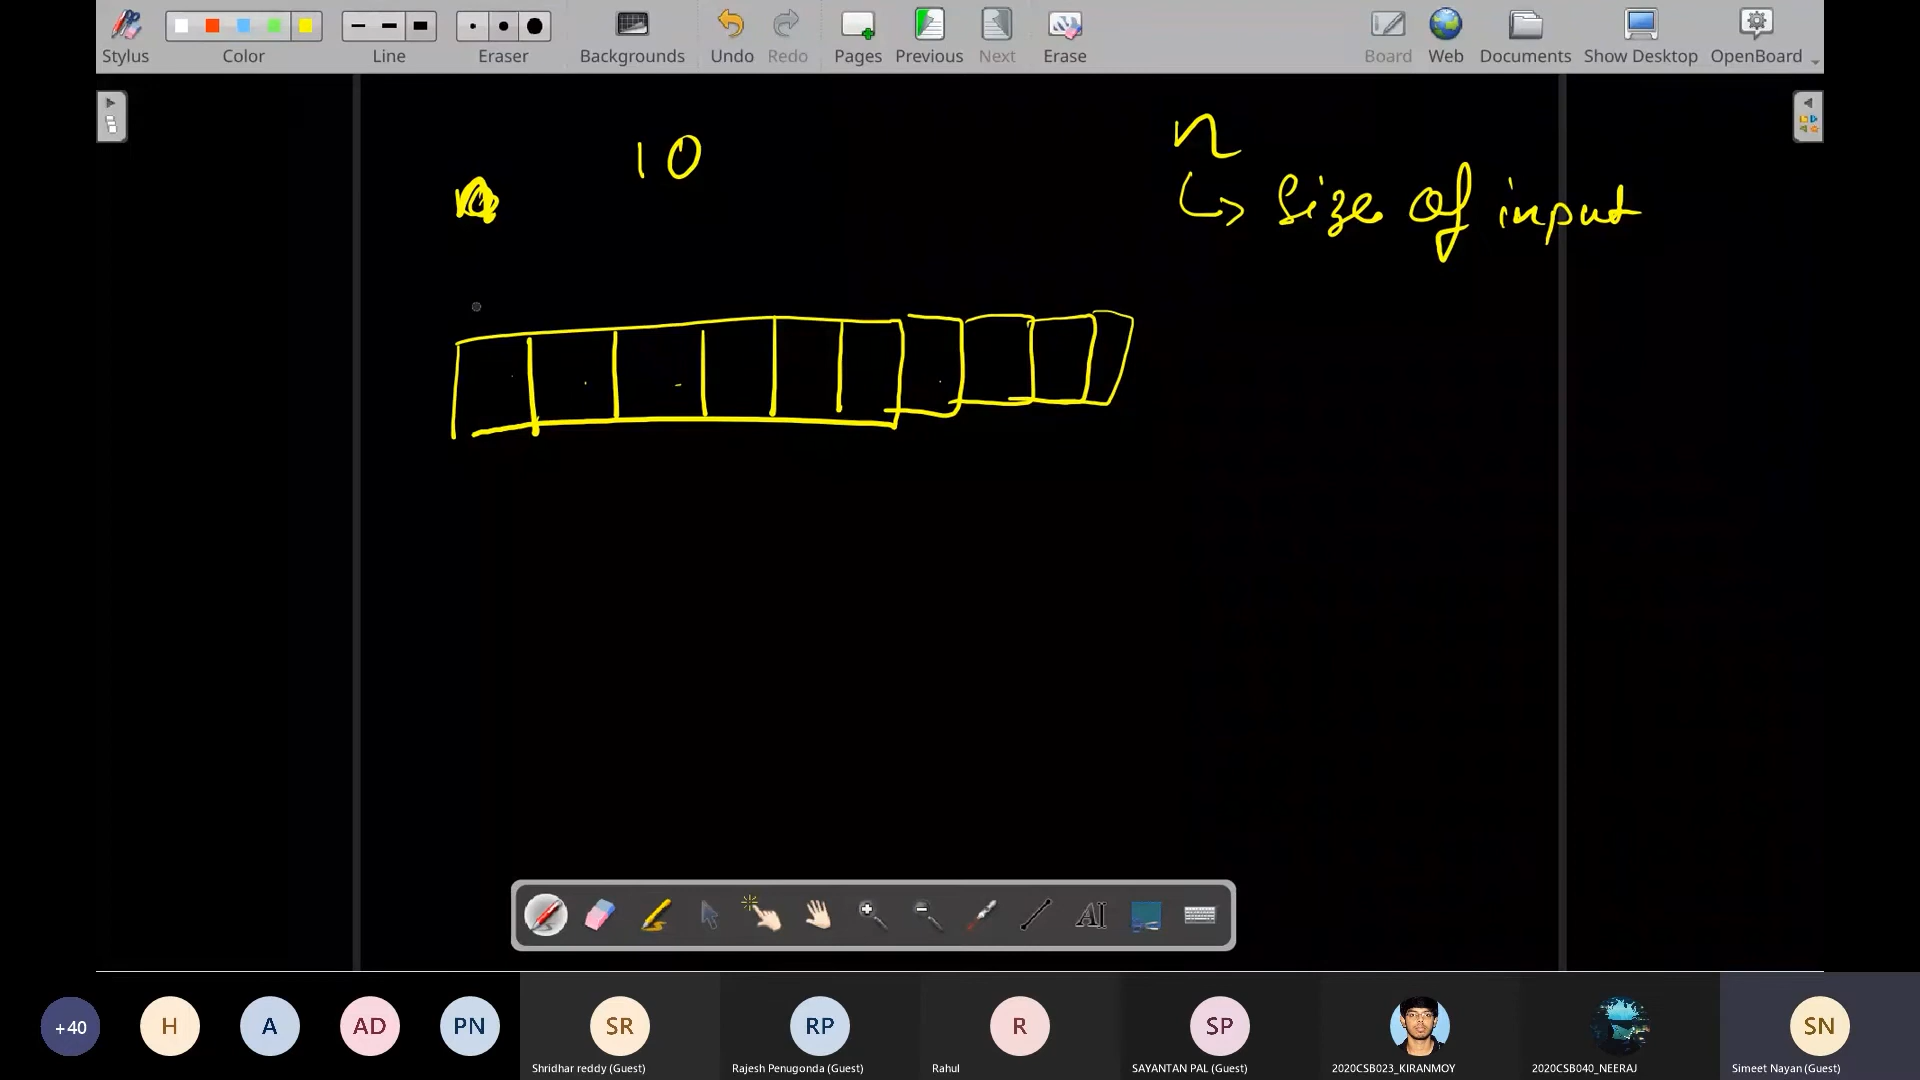 Stylus Color Line Eraser Backgrounds Undo Redo Pages Previous Next Erase Board Web Documents Show Desktop OpenBoard
10
n
↳ Size of input
+40 H A AD PN SR RP R SP SN
Shridhar reddy (Guest) Rajesh Penugonda (Guest) Rahul SAYANTAN PAL (Guest) 2020CSB023_KIRANMOY 2020CSB040_NEERAJ Simeet Nayan (Guest)